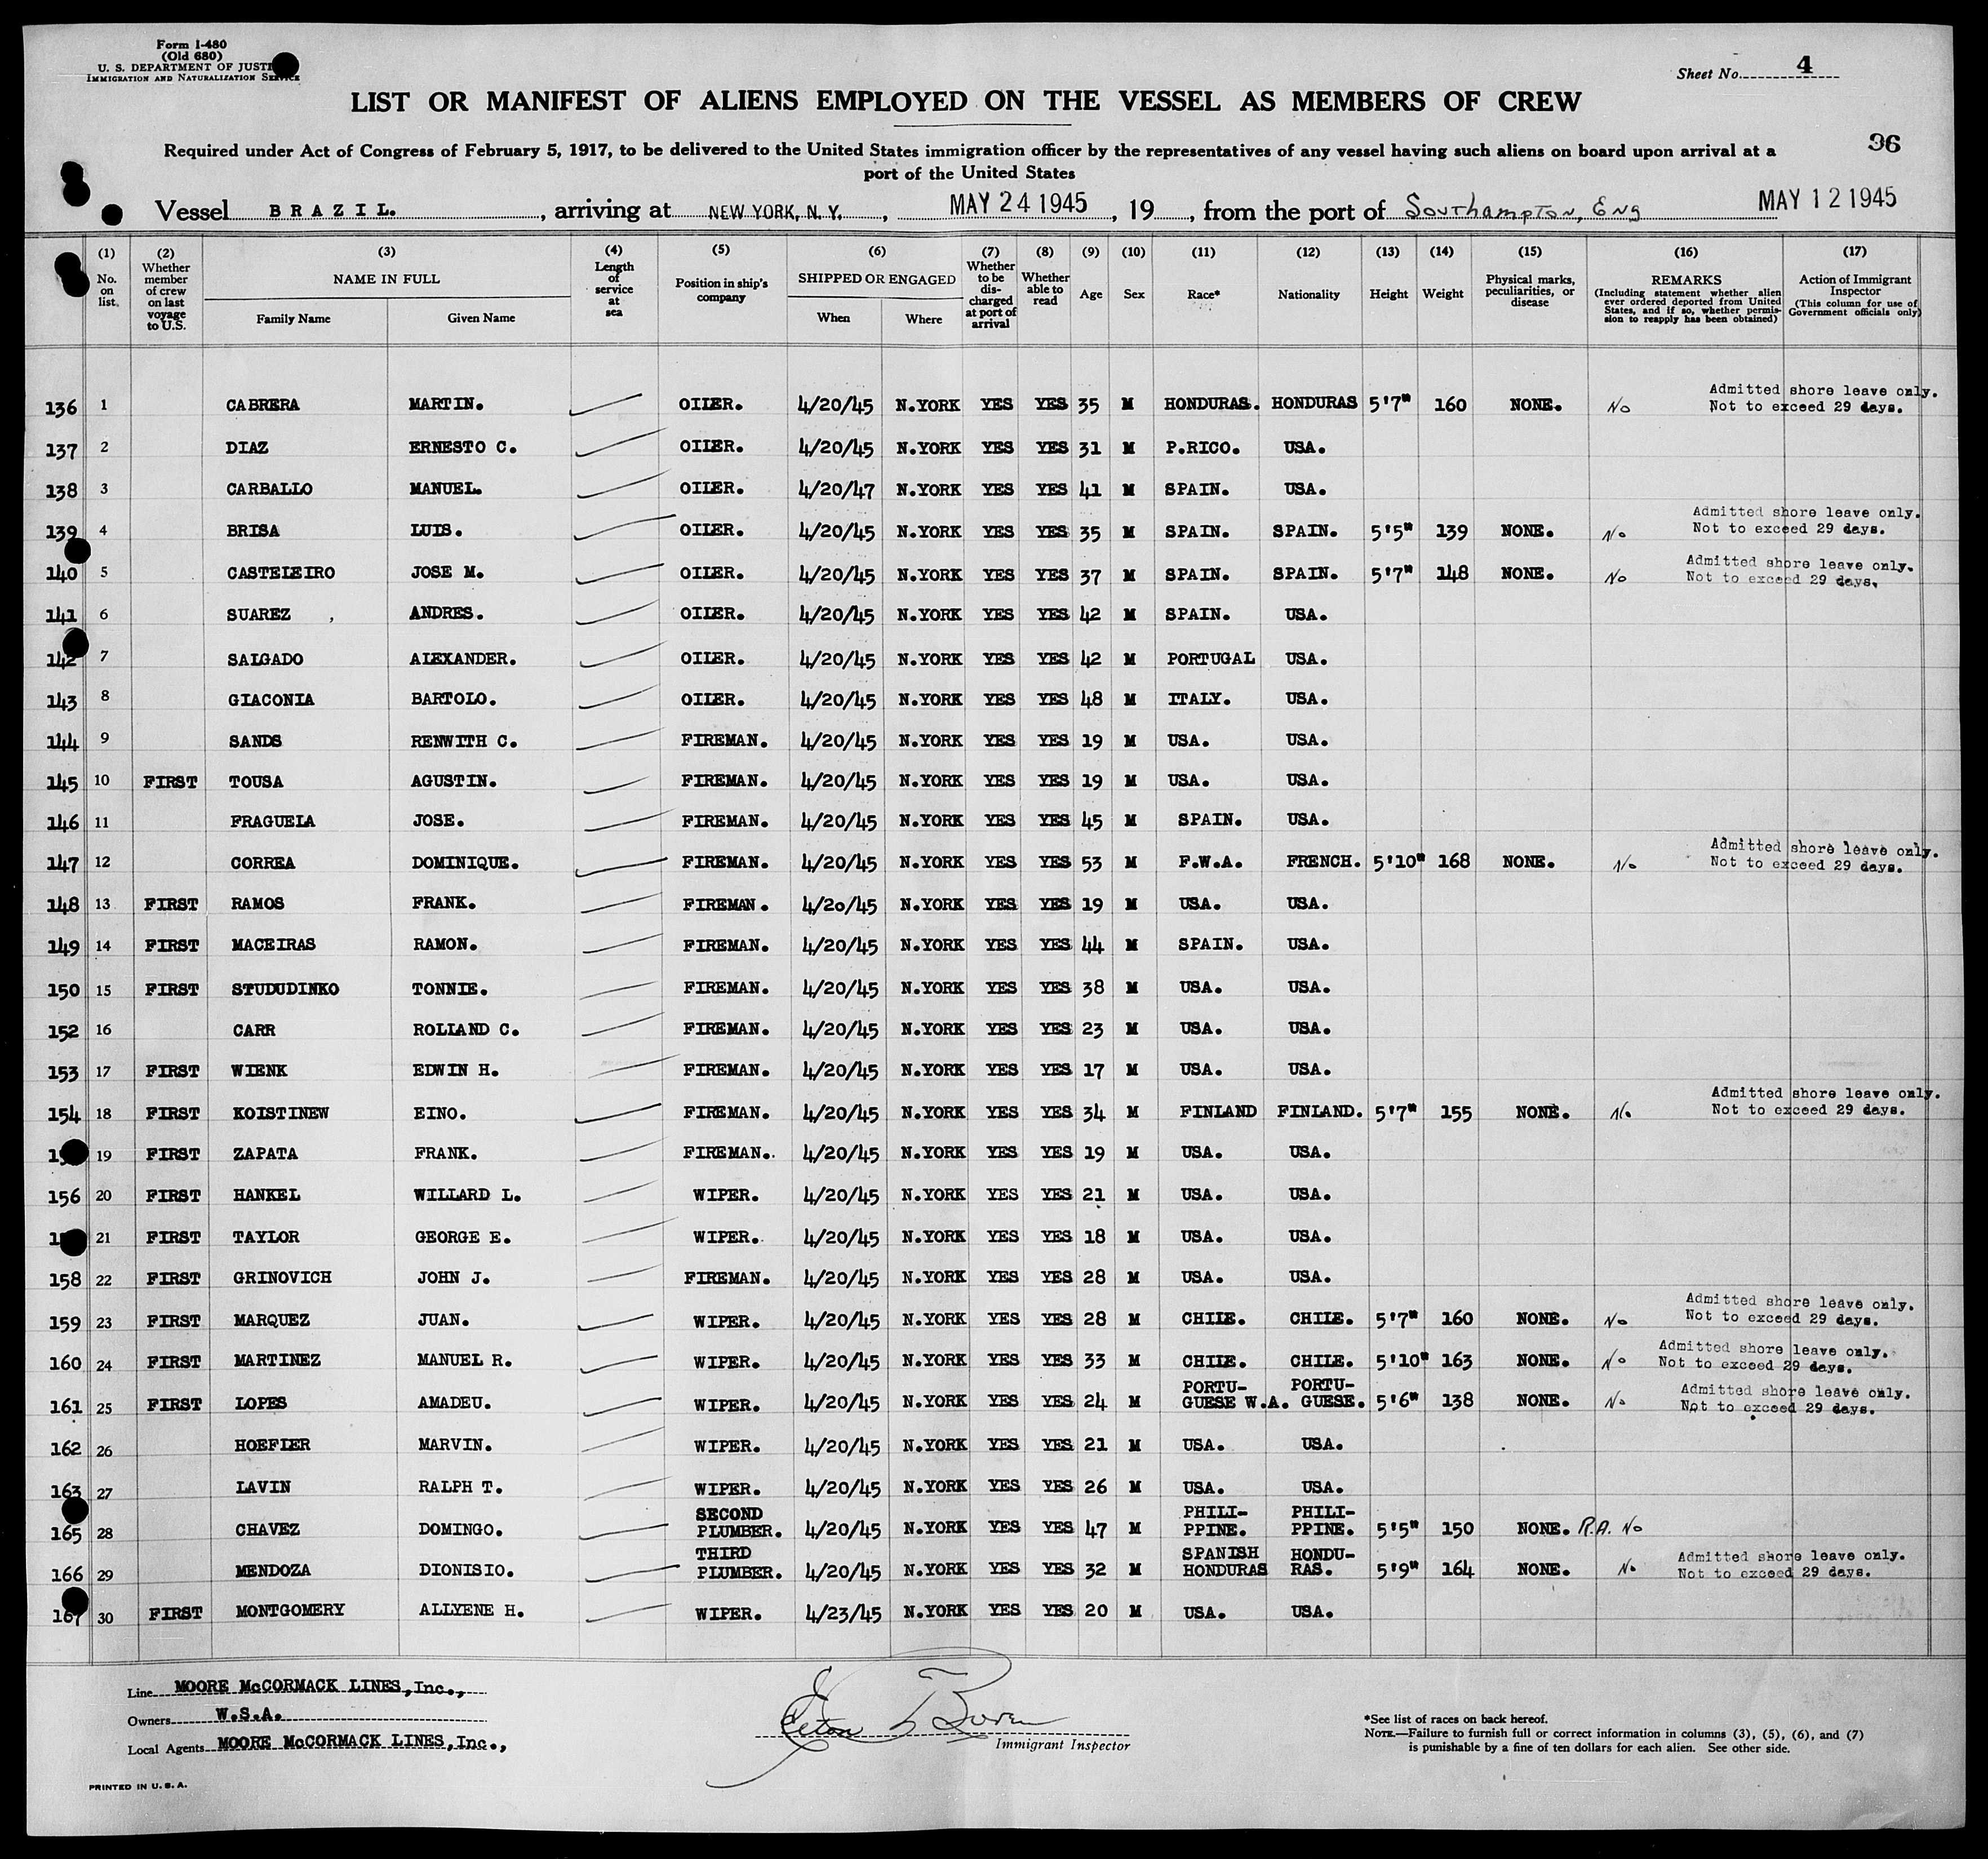 Form I-480
(Old 680)
U. S. DEPARTMENT OF JUSTI
IMMIGRATION AND NATURALIZATION SERVICE
Sheet No. 4
LIST OR MANIFEST OF ALIENS EMPLOYED ON THE VESSEL AS MEMBERS OF CREW
36
Required under Act of Congress of February 5, 1917, to be delivered to the United States immigration officer by the representatives of any vessel having such aliens on board upon arrival at a
port of the United States
Vessel BRAZIL. , arriving at NEW YORK, N. Y. , MAY 24 1945 , 19 , from the port of Southampton, Eng MAY 12 1945
(1) (2) (3) (4) (5) (6) (7) (8) (9) (10) (11) (12) (13) (14) (15) (16) (17)
No. on list. Whether member of crew on last voyage to U.S. NAME IN FULL Family Name Given Name Length of service at sea Position in ship's company SHIPPED OR ENGAGED When Where Whether to be discharged at port of arrival Whether able to read Age Sex Race* Nationality Height Weight Physical marks, peculiarities, or disease REMARKS (Including statement whether alien ever ordered deported from United States, and if so, whether permission to reapply has been obtained) Action of Immigrant Inspector (This column for use of Government officials only)
136 1 CABRERA MARTIN. OILER. 4/20/45 N.YORK YES YES 35 M HONDURAS. HONDURAS 5'7" 160 NONE. No Admitted shore leave only. Not to exceed 29 days.
137 2 DIAZ ERNESTO C. OILER. 4/20/45 N.YORK YES YES 31 M P.RICO. USA.
138 3 CARBALLO MANUEL. OILER. 4/20/47 N.YORK YES YES 41 M SPAIN. USA.
139 4 BRISA LUIS. OILER. 4/20/45 N.YORK YES YES 35 M SPAIN. SPAIN. 5'5" 139 NONE. No Admitted shore leave only. Not to exceed 29 days.
140 5 CASTELEIRO JOSE M. OILER. 4/20/45 N.YORK YES YES 37 M SPAIN. SPAIN. 5'7" 148 NONE. No Admitted shore leave only. Not to exceed 29 days.
141 6 SUAREZ , ANDRES. OILER. 4/20/45 N.YORK YES YES 42 M SPAIN. USA.
142 7 SALGADO ALEXANDER. OILER. 4/20/45 N.YORK YES YES 42 M PORTUGAL USA.
143 8 GIACONIA BARTOLO. OILER. 4/20/45 N.YORK YES YES 48 M ITALY. USA.
144 9 SANDS RENWITH C. FIREMAN. 4/20/45 N.YORK YES YES 19 M USA. USA.
145 10 FIRST TOUSA AGUSTIN. FIREMAN. 4/20/45 N.YORK YES YES 19 M USA. USA.
146 11 FRAGUELA JOSE. FIREMAN. 4/20/45 N.YORK YES YES 45 M SPAIN. USA.
147 12 CORREA DOMINIQUE. FIREMAN. 4/20/45 N.YORK YES YES 53 M F.W.A. FRENCH. 5'10" 168 NONE. No Admitted shore leave only. Not to exceed 29 days.
148 13 FIRST RAMOS FRANK. FIREMAN. 4/20/45 N.YORK YES YES 19 M USA. USA.
149 14 FIRST MACEIRAS RAMON. FIREMAN. 4/20/45 N.YORK YES YES 44 M SPAIN. USA.
150 15 FIRST STUDUDINKO TONNIE. FIREMAN. 4/20/45 N.YORK YES YES 38 M USA. USA.
152 16 CARR ROLLAND C. FIREMAN. 4/20/45 N.YORK YES YES 23 M USA. USA.
153 17 FIRST WIENK EDWIN H. FIREMAN. 4/20/45 N.YORK YES YES 17 M USA. USA.
154 18 FIRST KOISTINEW EINO. FIREMAN. 4/20/45 N.YORK YES YES 34 M FINLAND FINLAND. 5'7" 155 NONE. No Admitted shore leave only. Not to exceed 29 days.
19 FIRST ZAPATA FRANK. FIREMAN. 4/20/45 N.YORK YES YES 19 M USA. USA.
156 20 FIRST HANKEL WILLARD L. WIPER. 4/20/45 N.YORK YES YES 21 M USA. USA.
21 FIRST TAYLOR GEORGE E. WIPER. 4/20/45 N.YORK YES YES 18 M USA. USA.
158 22 FIRST GRINOVICH JOHN J. FIREMAN. 4/20/45 N.YORK YES YES 28 M USA. USA.
159 23 FIRST MARQUEZ JUAN. WIPER. 4/20/45 N.YORK YES YES 28 M CHILE. CHILE. 5'7" 160 NONE. No Admitted shore leave only. Not to exceed 29 days.
160 24 FIRST MARTINEZ MANUEL R. WIPER. 4/20/45 N.YORK YES YES 33 M CHILE. CHILE. 5'10" 163 NONE. No Admitted shore leave only. Not to exceed 29 days.
161 25 FIRST LOPES AMADEU. WIPER. 4/20/45 N.YORK YES YES 24 M PORTU-GUESE W.A. PORTU-GUESE. 5'6" 138 NONE. No Admitted shore leave only. Not to exceed 29 days.
162 26 HOEFLER MARVIN. WIPER. 4/20/45 N.YORK YES YES 21 M USA. USA.
163 27 LAVIN RALPH T. WIPER. 4/20/45 N.YORK YES YES 26 M USA. USA.
165 28 CHAVEZ DOMINGO. SECOND PLUMBER. 4/20/45 N.YORK YES YES 47 M PHILI-PPINE. PHILI-PPINE. 5'5" 150 NONE. R.A. No
166 29 MENDOZA DIONISIO. THIRD PLUMBER. 4/20/45 N.YORK YES YES 32 M SPANISH HONDURAS HONDU-RAS. 5'9" 164 NONE. No Admitted shore leave only. Not to exceed 29 days.
167 30 FIRST MONTGOMERY ALLYENE H. WIPER. 4/23/45 N.YORK YES YES 20 M USA. USA.
Line MOORE McCORMACK LINES,Inc.,
Owners W.S.A.
Local Agents MOORE McCORMACK LINES,Inc.,
Immigrant Inspector
*See list of races on back hereof.
NOTE.—Failure to furnish full or correct information in columns (3), (5), (6), and (7)
is punishable by a fine of ten dollars for each alien. See other side.
PRINTED IN U. S. A.